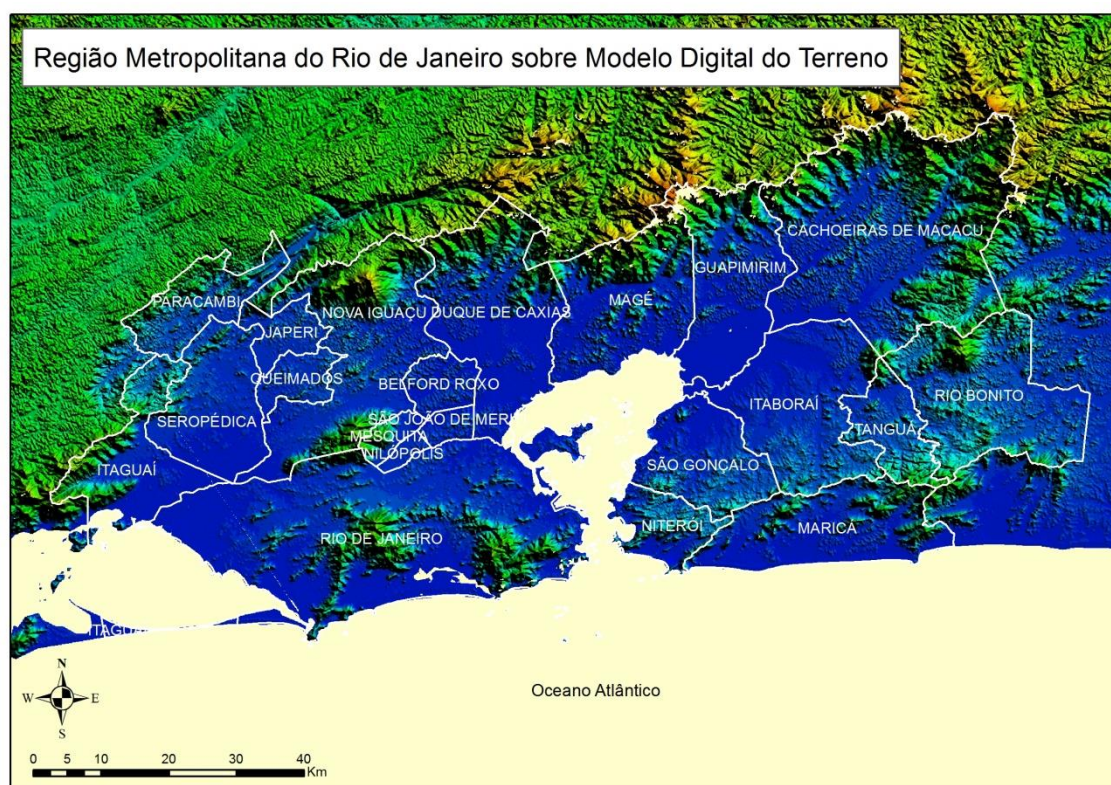 Região Metropolitana do Rio de Janeiro sobre Modelo Digital do Terreno
CACHOEIRAS DE MACACU
GUAPIMIRIM
PARACAMBI
MAGÉ
NOVA IGUAÇU
DUQUE DE CAXIAS
JAPERI
QUEIMADOS
BELFORD ROXO
RIO BONITO
ITABORAÍ
SEROPÉDICA
SÃO JOÃO DE MERI
TANGUÁ
MESQUITA
NILÓPOLIS
ITAGUAÍ
SÃO GONÇALO
NITERÓI
MARICÁ
RIO DE JANEIRO
ITAGUA
Oceano Atlântico
N
W
E
S
0 5 10 20 30 40
Km